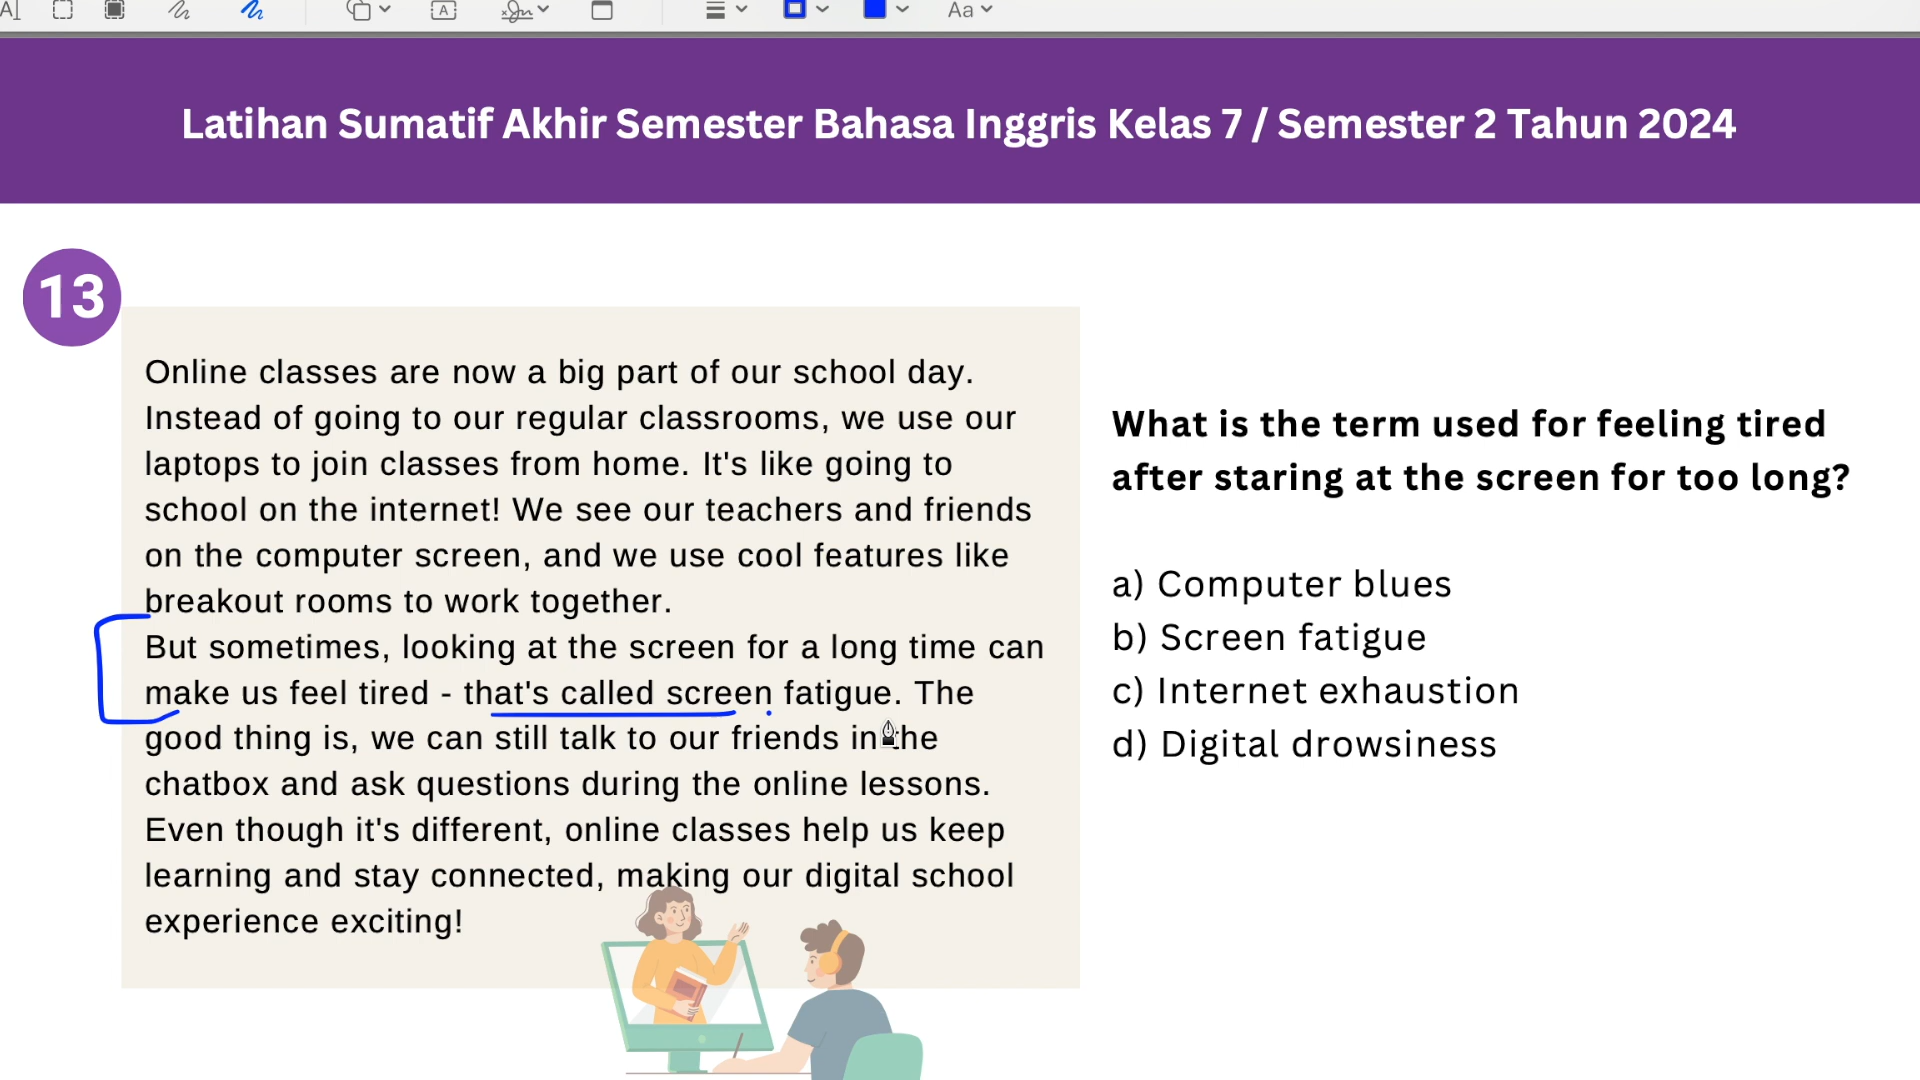 A
A
Aa
Latihan Sumatif Akhir Semester Bahasa Inggris Kelas 7 / Semester 2 Tahun 2024
13
Online classes are now a big part of our school day.
Instead of going to our regular classrooms, we use our
laptops to join classes from home. It's like going to
school on the internet! We see our teachers and friends
on the computer screen, and we use cool features like
breakout rooms to work together.
But sometimes, looking at the screen for a long time can
make us feel tired - that's called screen fatigue. The
good thing is, we can still talk to our friends in the
chatbox and ask questions during the online lessons.
Even though it's different, online classes help us keep
learning and stay connected, making our digital school
experience exciting!
What is the term used for feeling tired
after staring at the screen for too long?
a) Computer blues
b) Screen fatigue
c) Internet exhaustion
d) Digital drowsiness